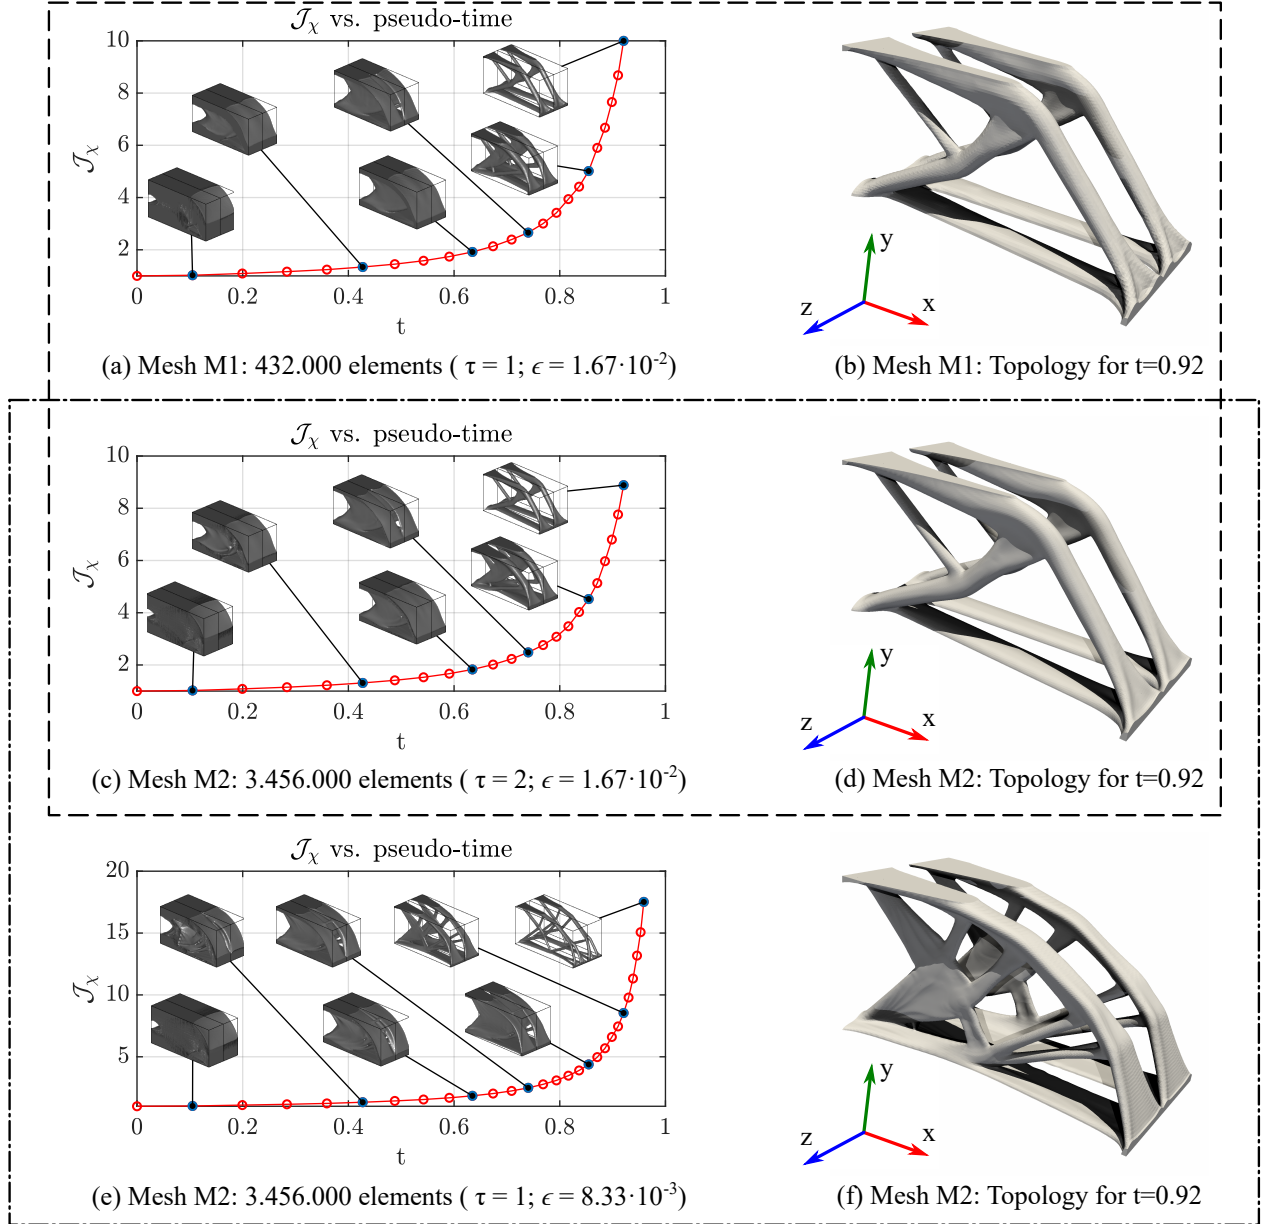 𝒥χ vs. pseudo-time
10
8
6
4
2
𝒥χ
0 0.2 0.4 0.6 0.8 1
t
y
z x
(a) Mesh M1: 432.000 elements ( τ = 1; ϵ = 1.67·10⁻²)
(b) Mesh M1: Topology for t=0.92
𝒥χ vs. pseudo-time
10
8
6
4
2
𝒥χ
0 0.2 0.4 0.6 0.8 1
t
y
z x
(c) Mesh M2: 3.456.000 elements ( τ = 2; ϵ = 1.67·10⁻²)
(d) Mesh M2: Topology for t=0.92
𝒥χ vs. pseudo-time
20
15
10
5
𝒥χ
0 0.2 0.4 0.6 0.8 1
t
y
z x
(e) Mesh M2: 3.456.000 elements ( τ = 1; ϵ = 8.33·10⁻³)
(f) Mesh M2: Topology for t=0.92